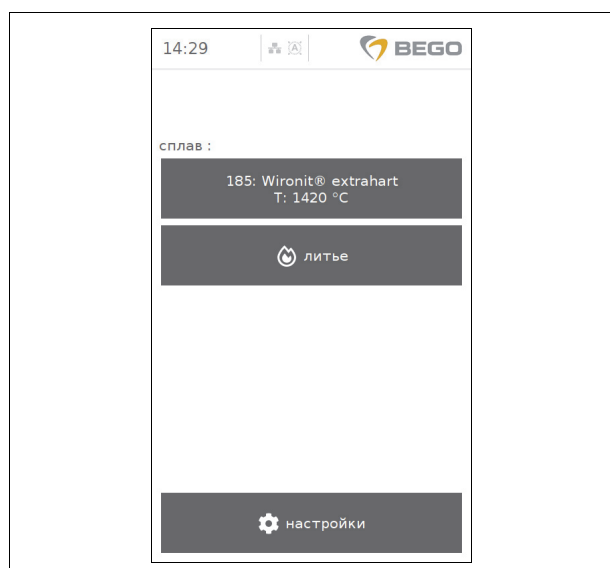 14:29 A BEGO
сплав :
185: Wironit® extrahart
T: 1420 °C
литье
настройки